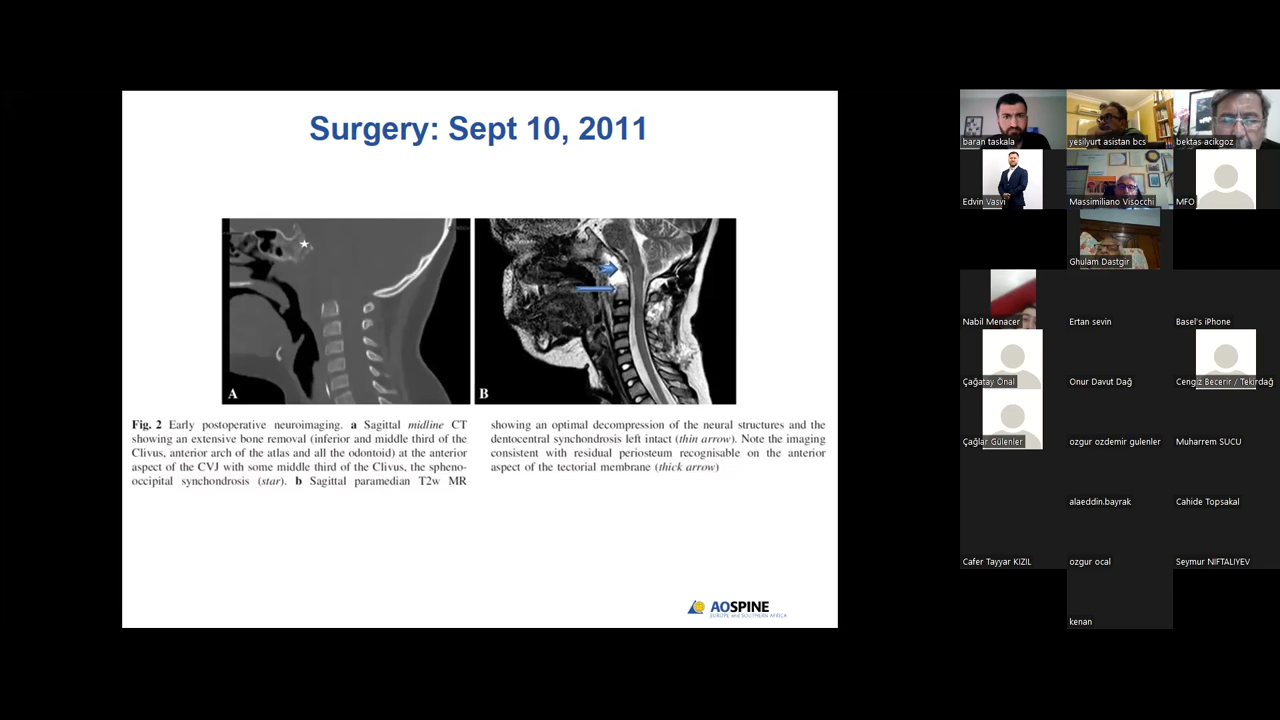 Surgery: Sept 10, 2011
A
B
Fig. 2 Early postoperative neuroimaging. a Sagittal midline CT
showing an extensive bone removal (inferior and middle third of the
Clivus, anterior arch of the atlas and all the odontoid) at the anterior
aspect of the CVJ with some middle third of the Clivus, the spheno-
occipital synchondrosis (star). b Sagittal paramedian T2w MR
showing an optimal decompression of the neural structures and the
dentocentral synchondrosis left intact (thin arrow). Note the imaging
consistent with residual periosteum recognisable on the anterior
aspect of the tectorial membrane (thick arrow)
AOSPINE
EUROPE and SOUTHERN AFRICA
baran taskala
yesilyurt asistan bcs
bektas acikgoz
Edvin Vasvi
Massimiliano Visocchi
MFO
Ghulam Dastgir
Nabil Menacer
Ertan sevin
Basel's iPhone
Çağatay Önal
Onur Davut Dağ
Cengiz Becerir / Tekirdağ
Çağlar Gülenler
ozgur ozdemir gulenler
Muharrem SUCU
alaeddin.bayrak
Cahide Topsakal
Cafer Tayyar KIZIL
ozgur ocal
Seymur NIFTALIYEV
kenan